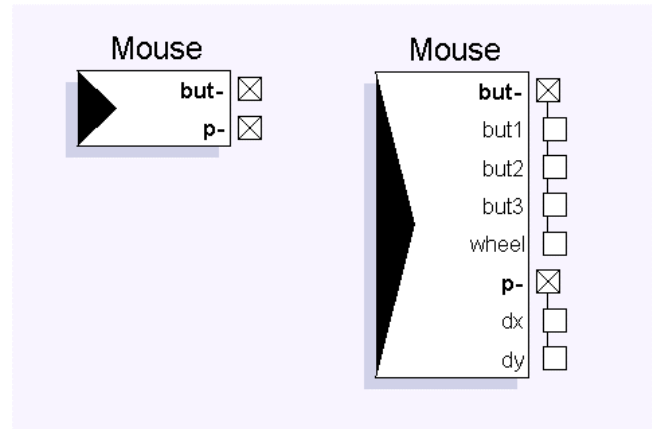 Mouse
but-
p-
Mouse
but-
but1
but2
but3
wheel
p-
dx
dy